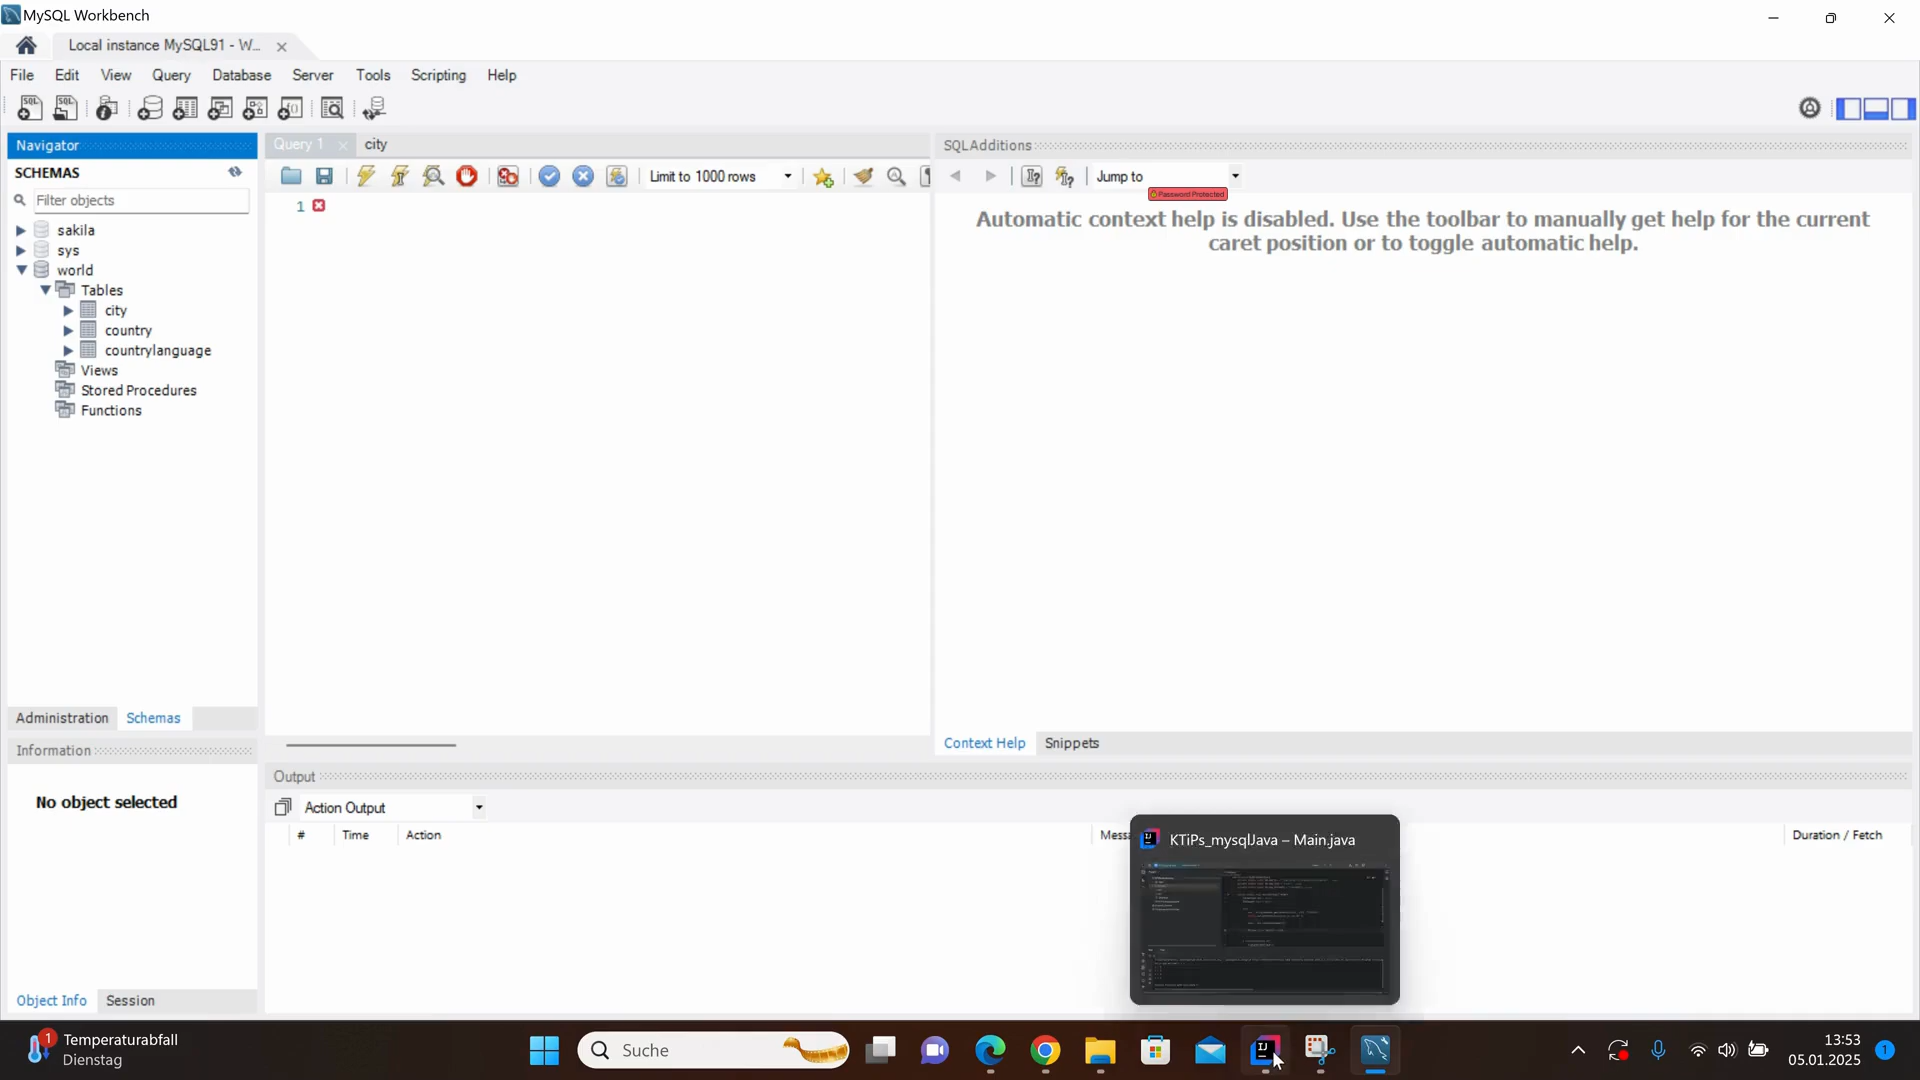 MySQL Workbench
Local instance MySQL91 - W...
File Edit View Query Database Server Tools Scripting Help
Navigator
SCHEMAS
Filter objects
sakila
sys
world
Tables
city
country
countrylanguage
Views
Stored Procedures
Functions
Administration Schemas
Information
No object selected
Object Info Session
Query 1 city
Limit to 1000 rows
1
SQLAdditions
Jump to
Password Protected
Automatic context help is disabled. Use the toolbar to manually get help for the current
caret position or to toggle automatic help.
Context Help Snippets
Output
Action Output
# Time Action Duration / Fetch
KTiPs_mysqlJava – Main.java
1 Temperaturabfall
Dienstag
Suche
13:53
05.01.2025
1